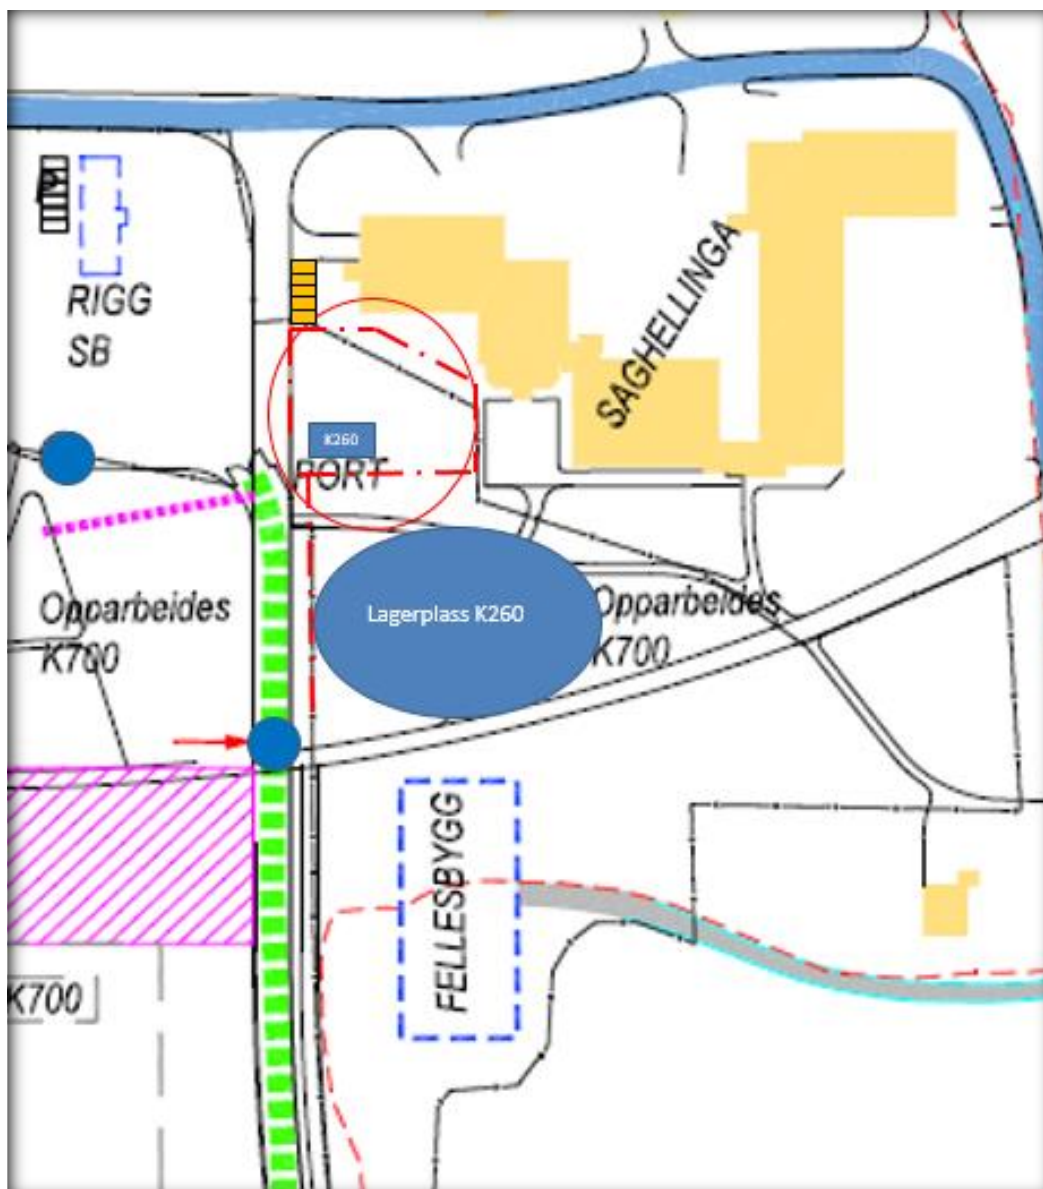 RIGG
SB
SAGHELLINGA
K260
PORT
Opparbeides
K700
Lagerplass K260
Opparbeides
K700
FELLESBYGG
K700